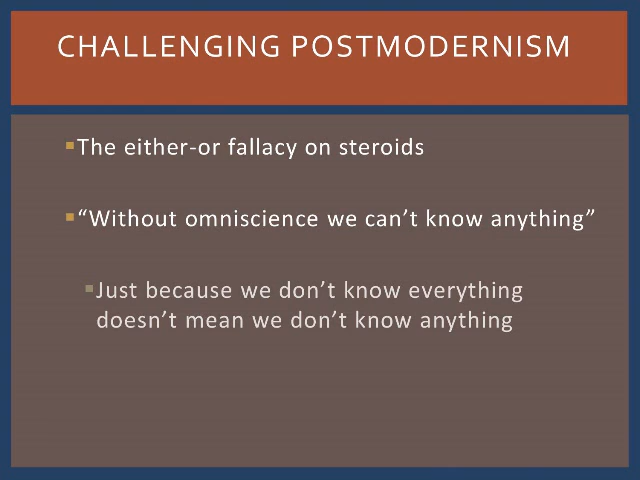 CHALLENGING POSTMODERNISM
The either-or fallacy on steroids
“Without omniscience we can’t know anything”
Just because we don’t know everything
doesn’t mean we don’t know anything